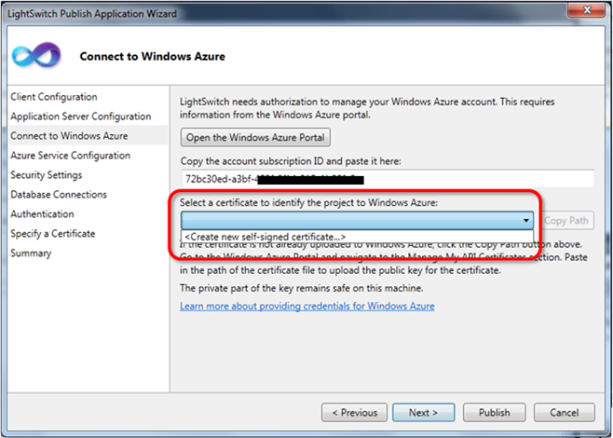 LightSwitch Publish Application Wizard
Connect to Windows Azure
Client Configuration
Application Server Configuration
Connect to Windows Azure
Azure Service Configuration
Security Settings
Database Connections
Authentication
Specify a Certificate
Summary
LightSwitch needs authorization to manage your Windows Azure account. This requires
information from the Windows Azure portal.
Open the Windows Azure Portal
Copy the account subscription ID and paste it here:
72bc30ed-a3bf-
Select a certificate to identify the project to Windows Azure:
Copy Path
<Create new self-signed certificate...>
If the certificate is not already uploaded to Windows Azure, click the Copy Path button above.
Go to the Windows Azure Portal and navigate to the Manage My API Certificates section. Paste
in the path of the certificate file to upload the public key for the certificate.
The private part of the key remains safe on this machine.
Learn more about providing credentials for Windows Azure
< Previous
Next >
Publish
Cancel